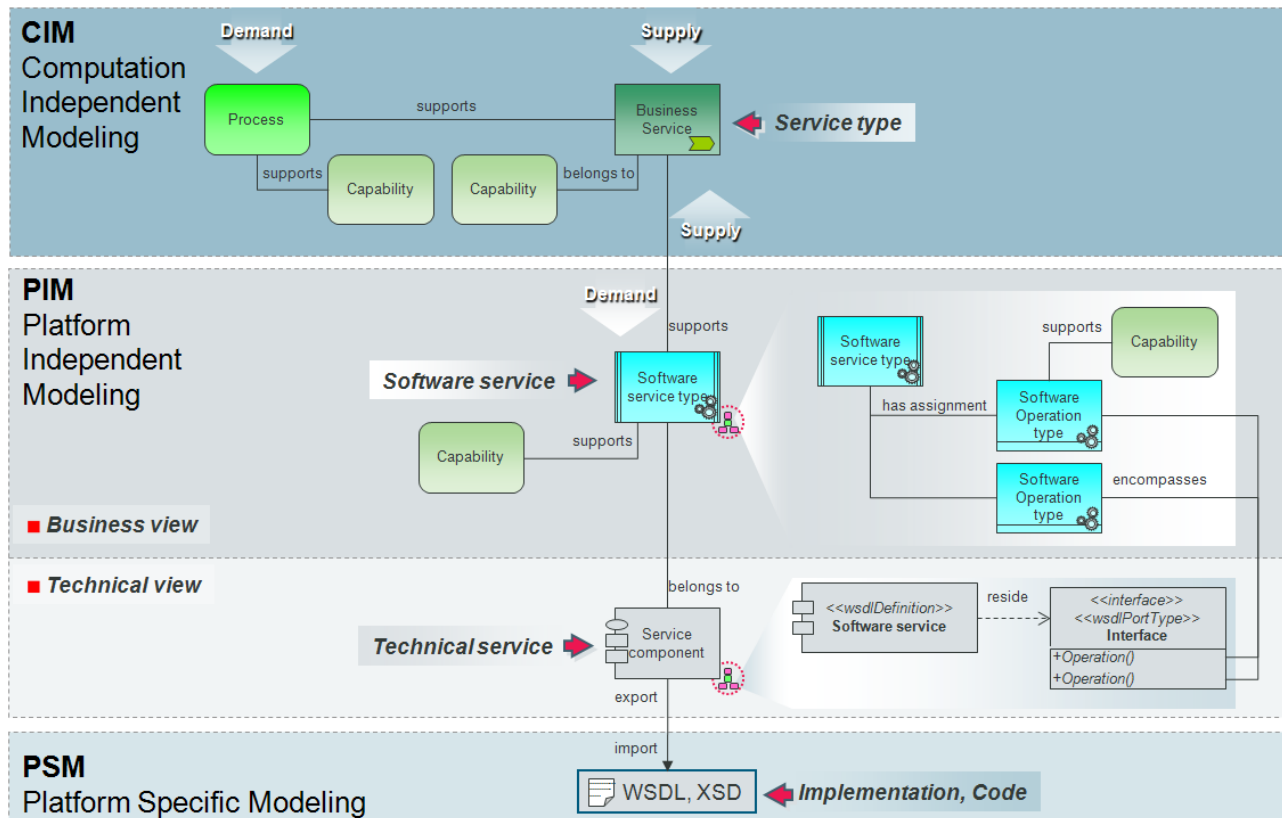 CIM
Computation
Independent
Modeling
Demand
Supply
Process
supports
Business
Service
Service type
supports
Capability
Capability
belongs to
Supply
PIM
Platform
Independent
Modeling
Demand
supports
Software service
Software
service type
supports
Capability
Software
service type
supports
Capability
has assignment
Software
Operation
type
Software
Operation
type
encompasses
Business view
Technical view
belongs to
Technical service
Service
component
export
<<wsdlDefinition>>
Software service
reside
<<interface>>
<<wsdlPortType>>
Interface
+Operation()
+Operation()
PSM
Platform Specific Modeling
import
WSDL, XSD
Implementation, Code